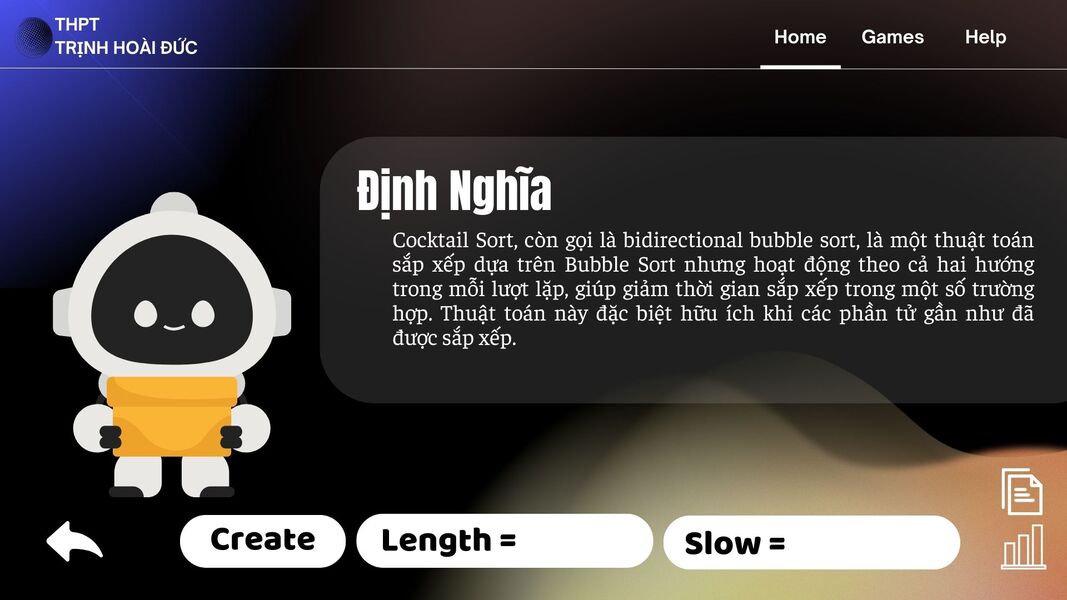 THPT
TRỊNH HOÀI ĐỨC
Home
Games
Help
Định Nghĩa
Cocktail Sort, còn gọi là bidirectional bubble sort, là một thuật toán
sắp xếp dựa trên Bubble Sort nhưng hoạt động theo cả hai hướng
trong mỗi lượt lặp, giúp giảm thời gian sắp xếp trong một số trường
hợp. Thuật toán này đặc biệt hữu ích khi các phần tử gần như đã
được sắp xếp.
Create
Length =
Slow =